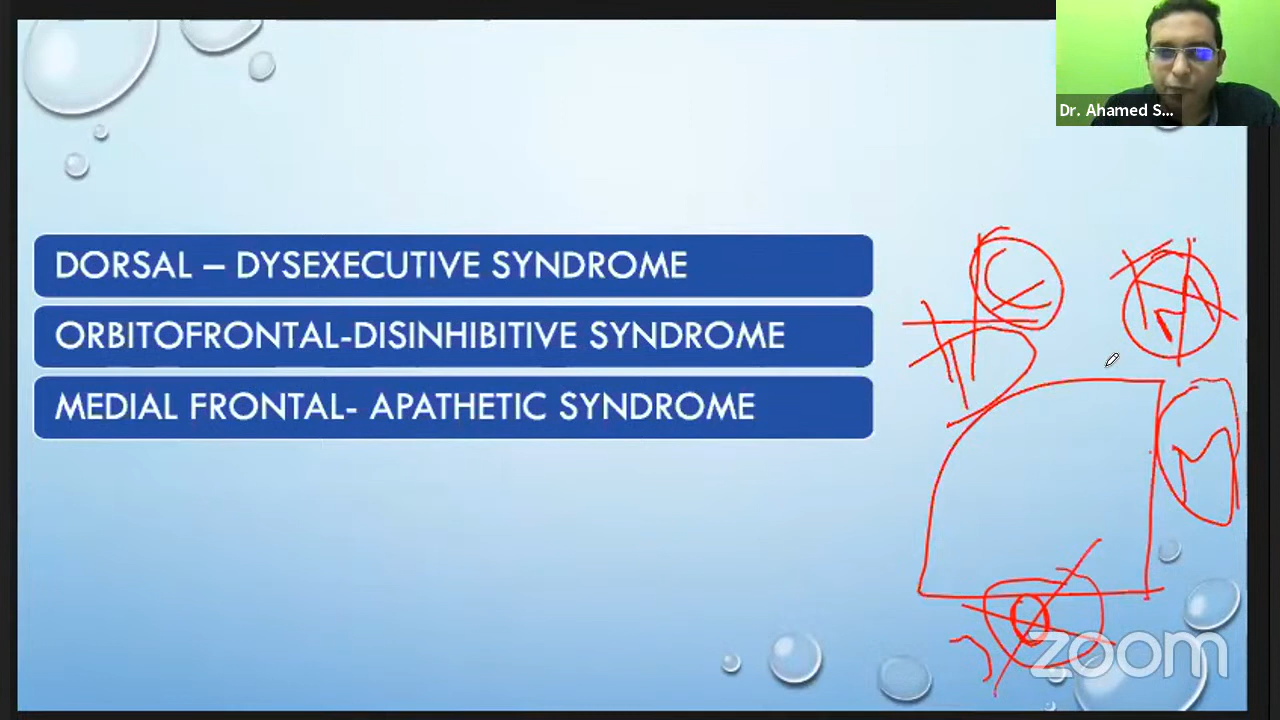 Dr. Ahamed S...
DORSAL – DYSEXECUTIVE SYNDROME
ORBITOFRONTAL-DISINHIBITIVE SYNDROME
MEDIAL FRONTAL- APATHETIC SYNDROME
C
M
D
M
O
zoom